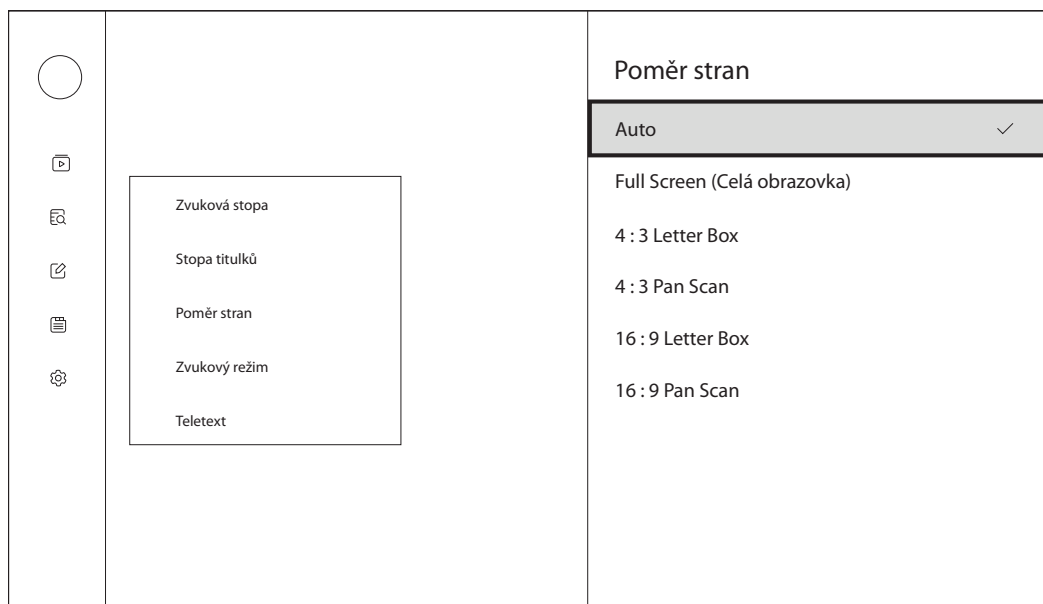 Poměr stran
Auto
Full Screen (Celá obrazovka)
4 : 3 Letter Box
4 : 3 Pan Scan
16 : 9 Letter Box
16 : 9 Pan Scan
Zvuková stopa
Stopa titulků
Poměr stran
Zvukový režim
Teletext